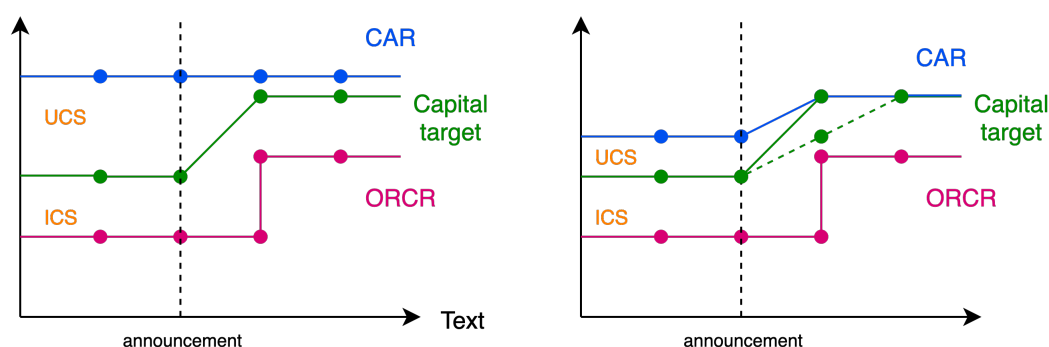 CAR
UCS
Capital
target
ICS
ORCR
Text
announcement
CAR
UCS
Capital
target
ICS
ORCR
announcement